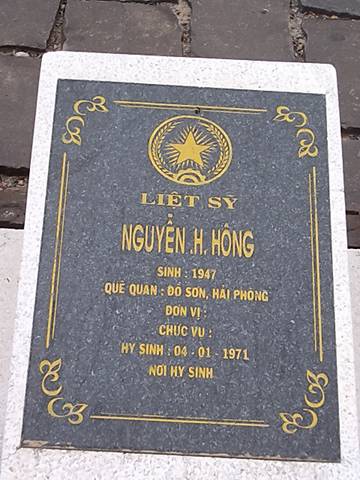 LIỆT SỸ
NGUYỄN .H. HỒNG
SINH : 1947
QUÊ QUÁN : ĐỒ SƠN, HẢI PHÒNG
ĐƠN VỊ :
CHỨC VỤ :
HY SINH : 04 - 01 - 1971
NƠI HY SINH